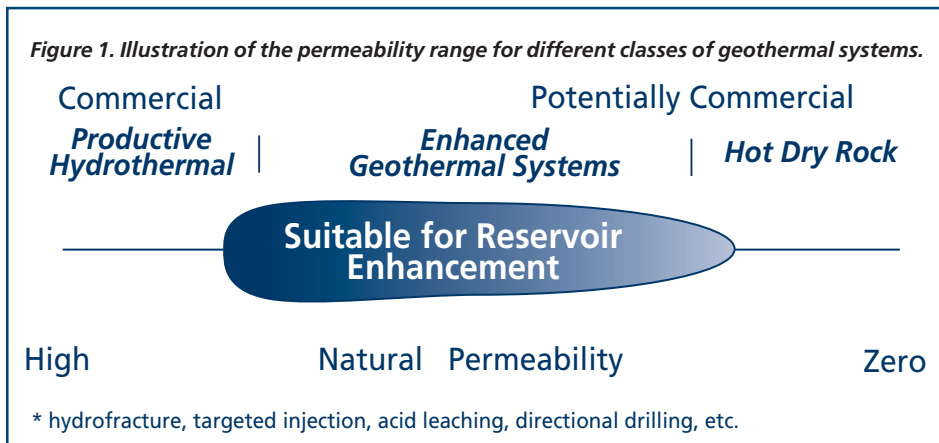 Figure 1. Illustration of the permeability range for different classes of geothermal systems.
Commercial
Potentially Commercial
Productive
Hydrothermal
Enhanced
Geothermal Systems
Hot Dry Rock
Suitable for Reservoir
Enhancement
High
Natural Permeability
Zero
* hydrofracture, targeted injection, acid leaching, directional drilling, etc.